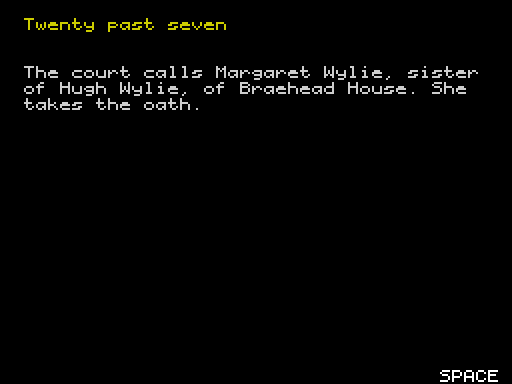 Twenty past seven
The court calls Margaret Wylie, sister
of Hugh Wylie, of Braehead House. She
takes the oath.
SPACE